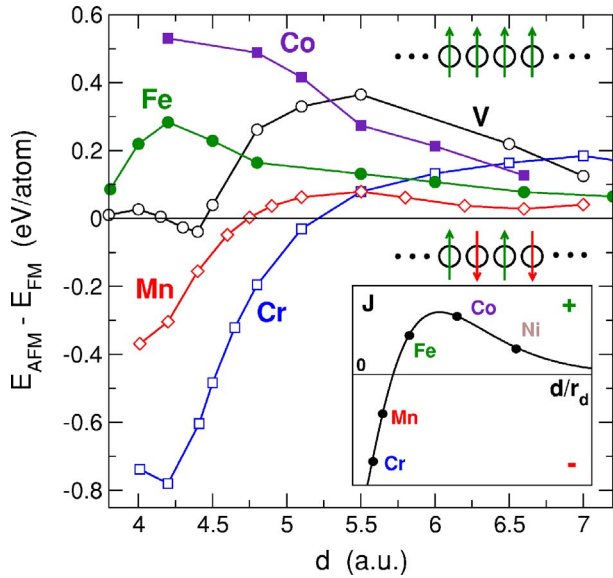 0.6
0.4
0.2
0
-0.2
-0.4
-0.6
-0.8
E_AFM - E_FM (eV/atom)
Co
Fe
V
Mn
Cr
J
+
Co
Ni
Fe
0
d/r_d
Mn
Cr
-
4 4.5 5 5.5 6 6.5 7
d (a.u.)